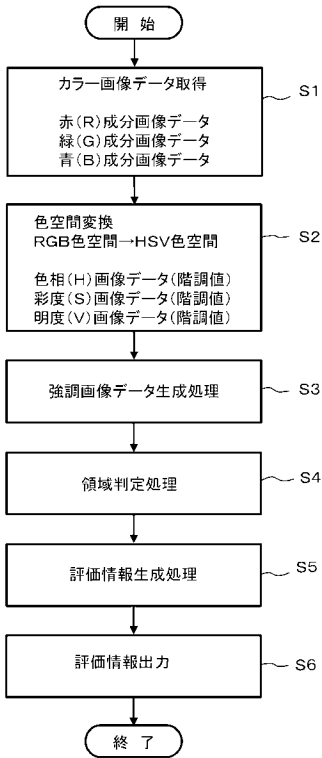 開 始
カラー画像データ取得
S1
赤(R)成分画像データ
緑(G)成分画像データ
青(B)成分画像データ
色空間変換
S2
RGB色空間→HSV色空間
色相(H)画像データ(階調値)
彩度(S)画像データ(階調値)
明度(V)画像データ(階調値)
強調画像データ生成処理
S3
領域判定処理
S4
評価情報生成処理
S5
評価情報出力
S6
終 了